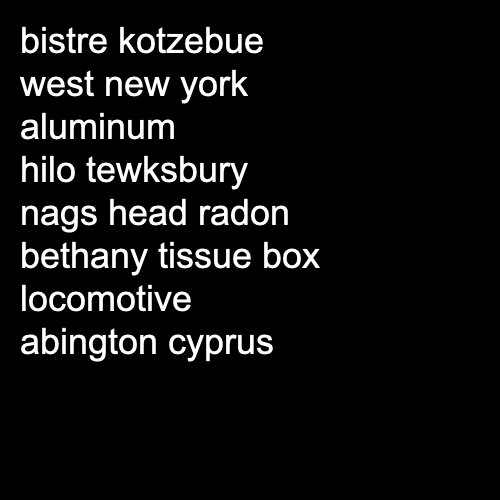 bistre kotzebue
west new york
aluminum
hilo tewksbury
nags head radon
bethany tissue box
locomotive
abington cyprus